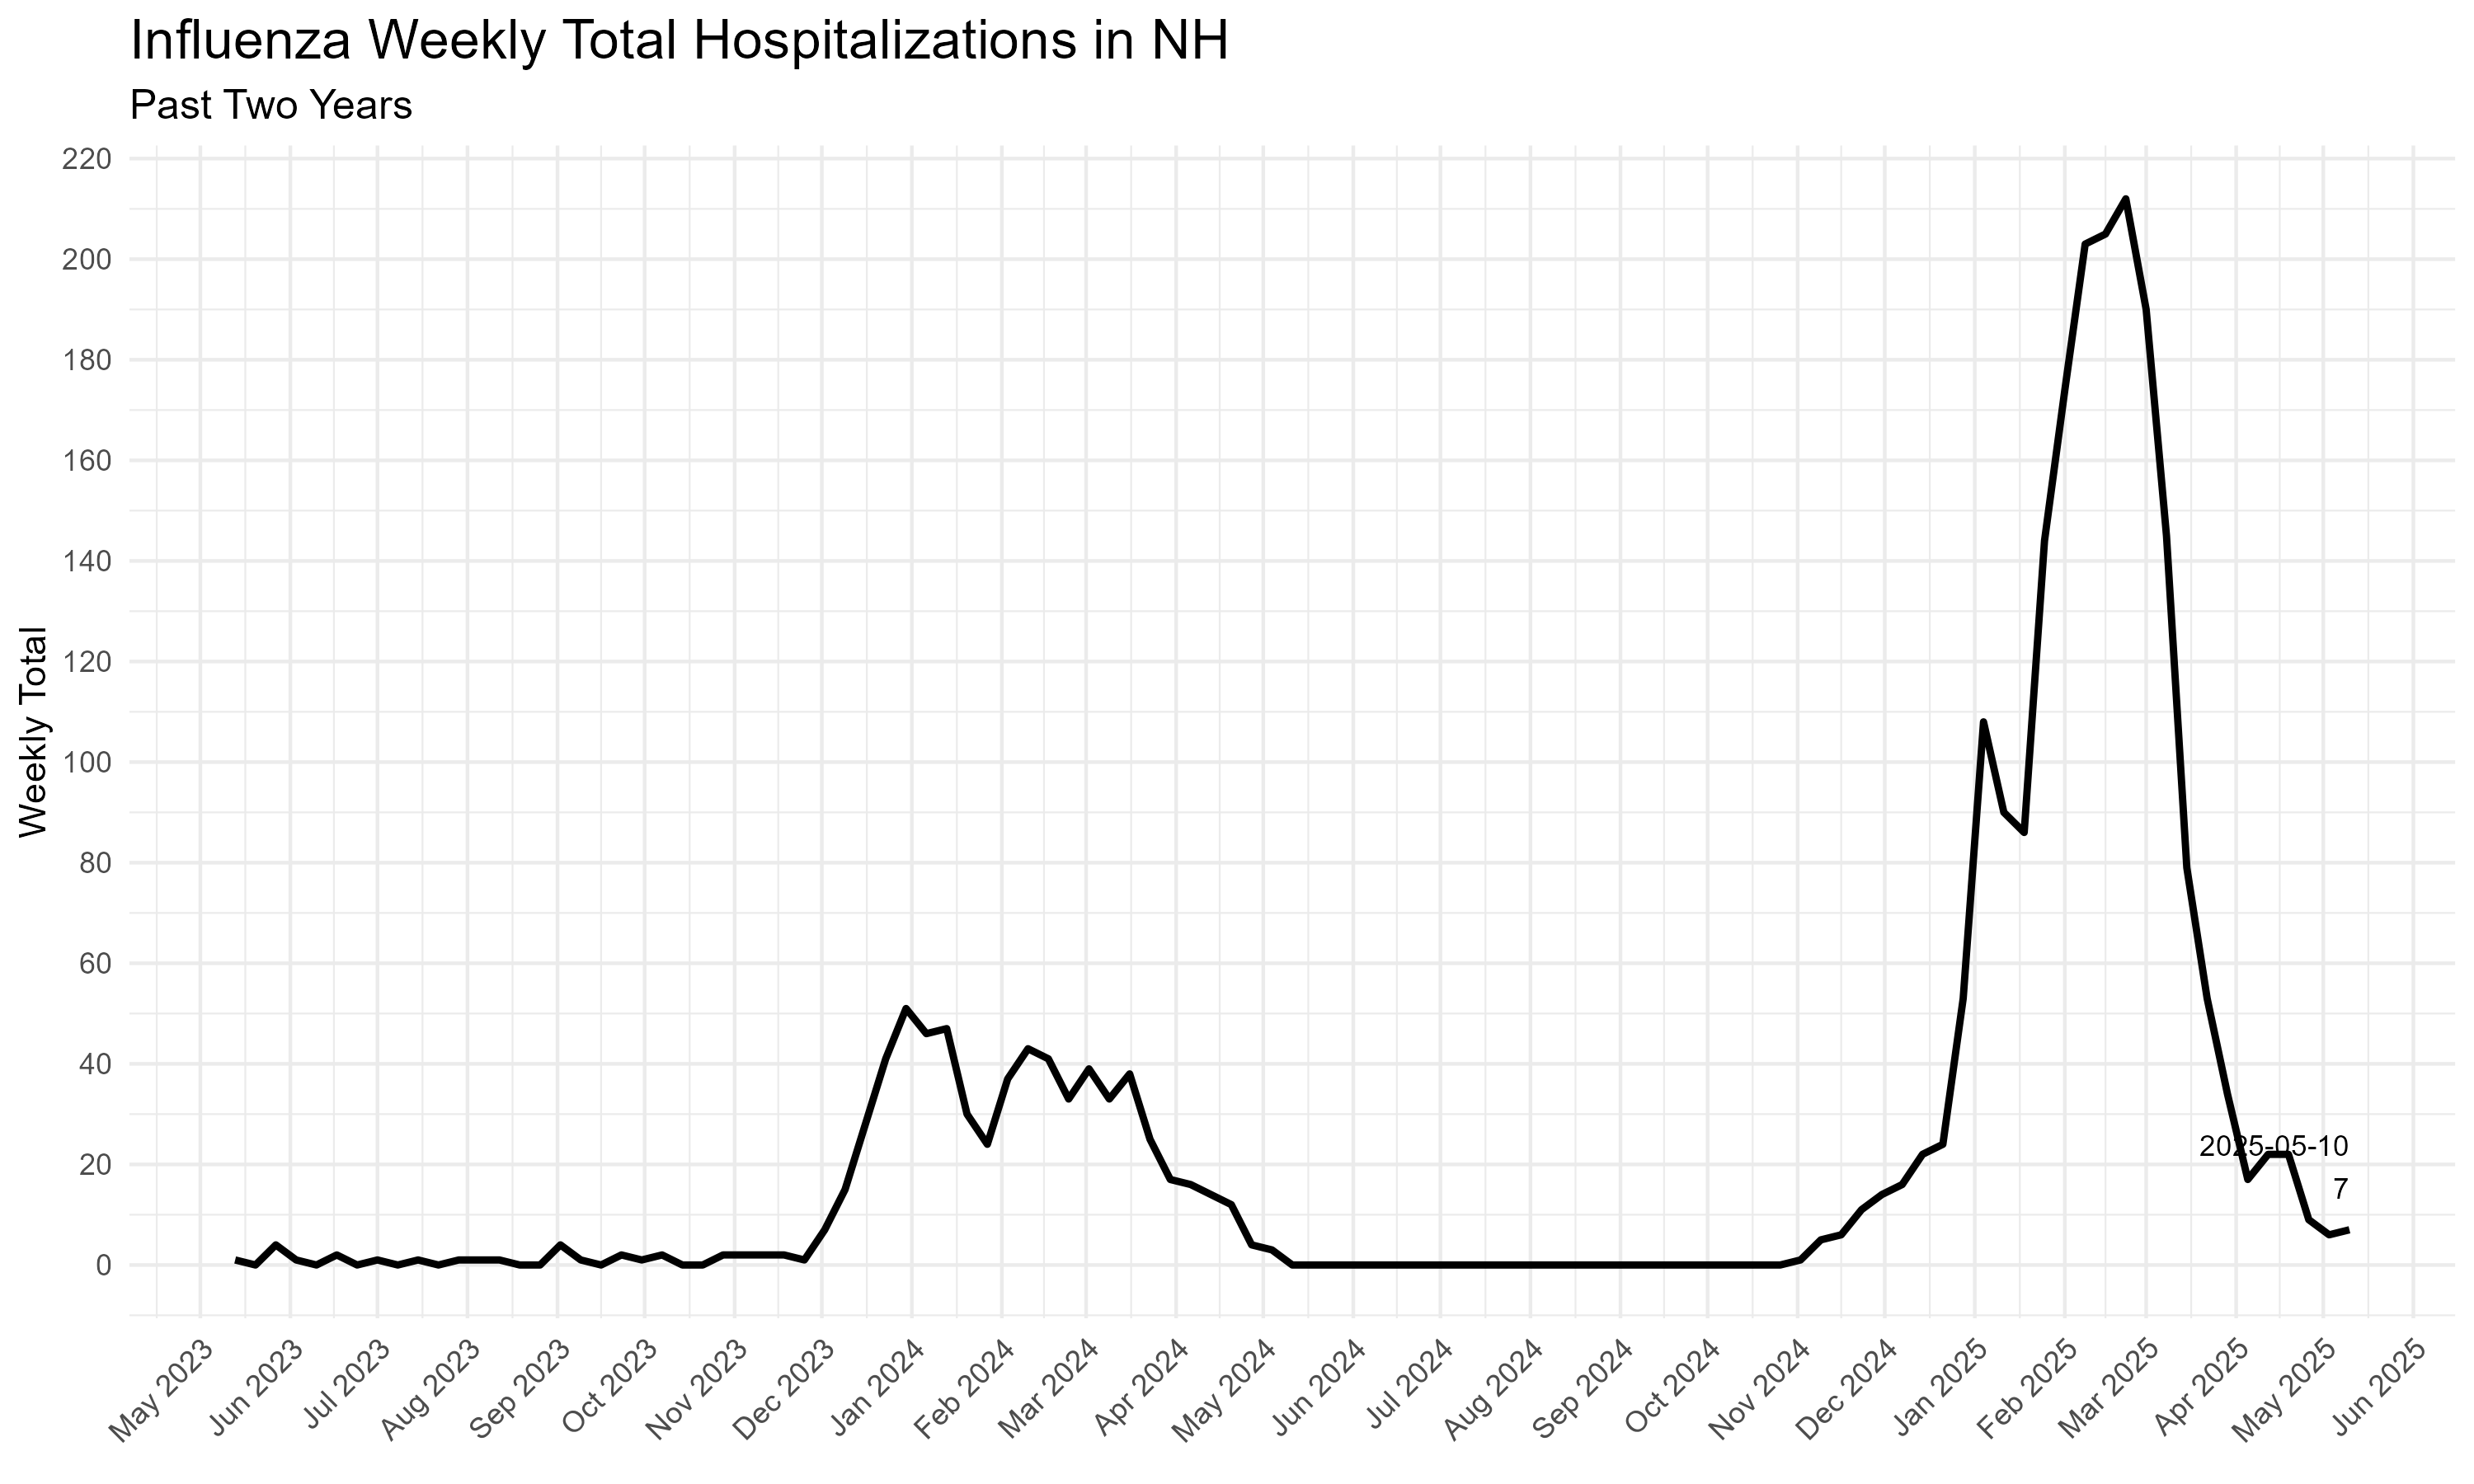 Influenza Weekly Total Hospitalizations in NH
Past Two Years
220
200
180
160
140
120
100
80
60
40
20
0
Weekly Total
2025-05-10
7
May 2023
Jun 2023
Jul 2023
Aug 2023
Sep 2023
Oct 2023
Nov 2023
Dec 2023
Jan 2024
Feb 2024
Mar 2024
Apr 2024
May 2024
Jun 2024
Jul 2024
Aug 2024
Sep 2024
Oct 2024
Nov 2024
Dec 2024
Jan 2025
Feb 2025
Mar 2025
Apr 2025
May 2025
Jun 2025